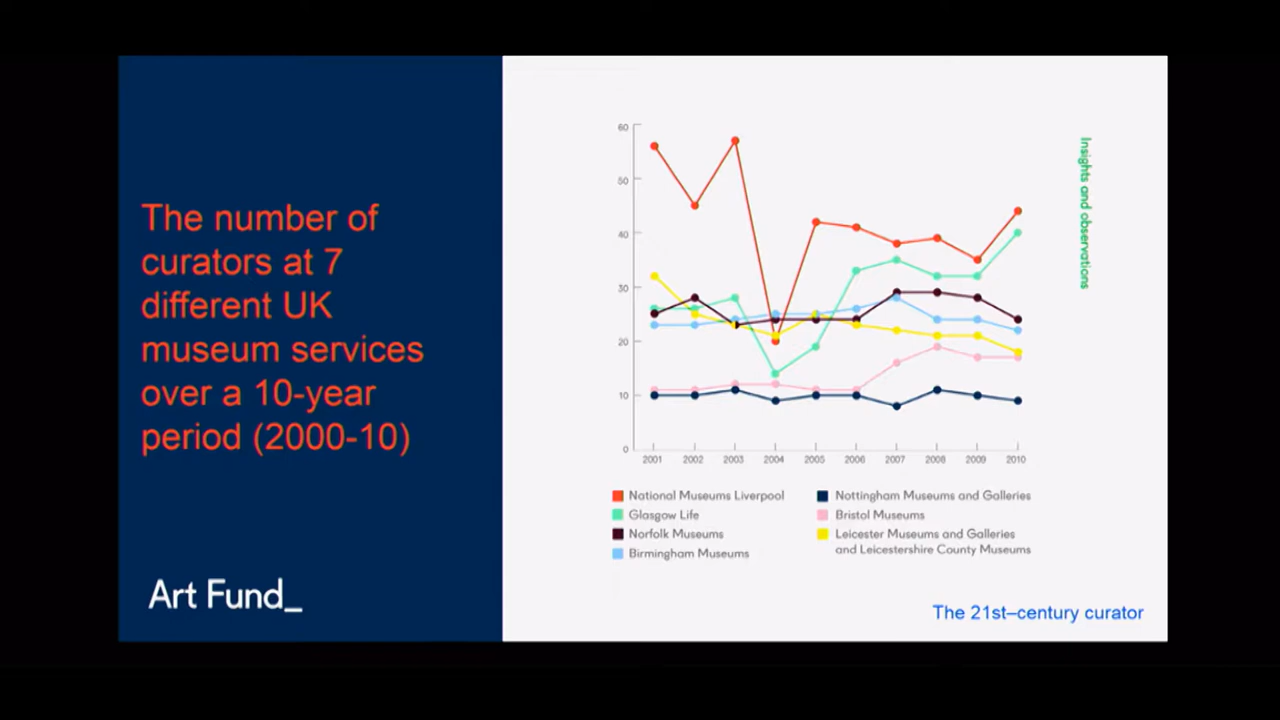 The number of
curators at 7
different UK
museum services
over a 10-year
period (2000-10)
Art Fund_
60
50
40
30
20
10
0
2001 2002 2003 2004 2005 2006 2007 2008 2009 2010
National Museums Liverpool
Glasgow Life
Norfolk Museums
Birmingham Museums
Nottingham Museums and Galleries
Bristol Museums
Leicester Museums and Galleries
and Leicestershire County Museums
Insights and observations
The 21st–century curator